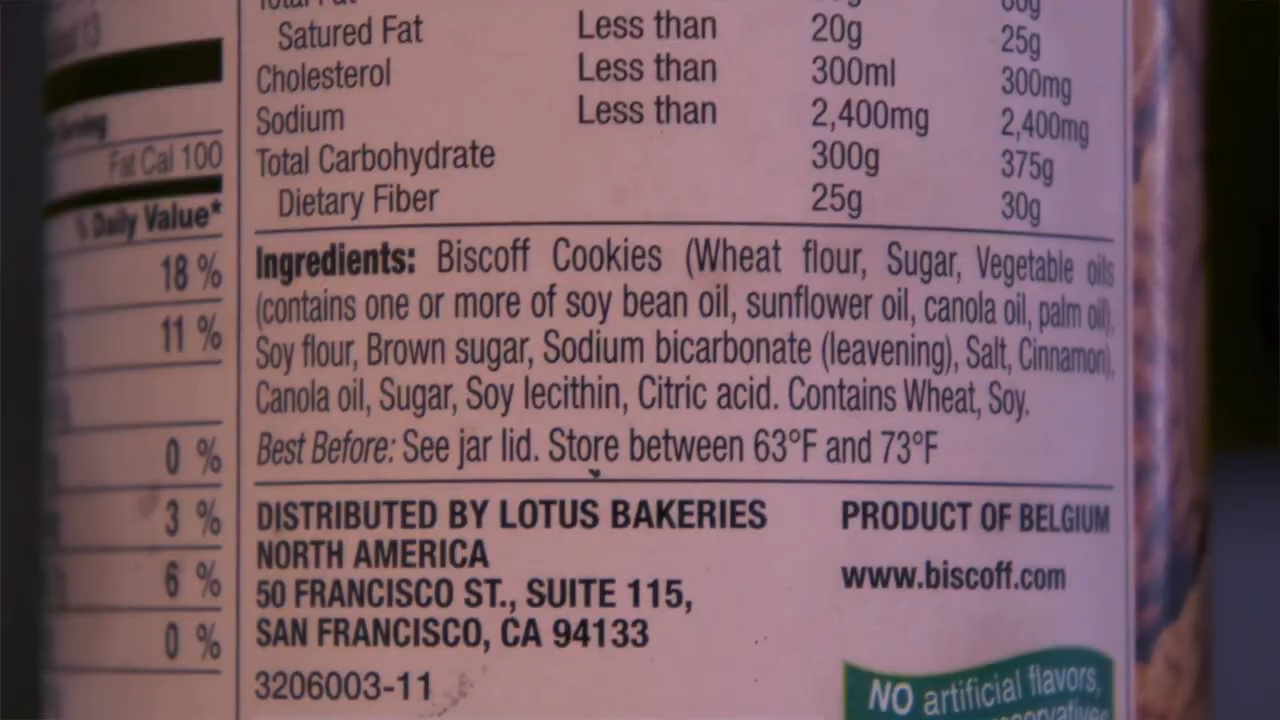 Total Fat
Satured Fat Less than 20g 25g
Cholesterol Less than 300ml 300mg
Sodium Less than 2,400mg 2,400mg
Total Carbohydrate 300g 375g
Dietary Fiber 25g 30g
Fat Cal 100
% Daily Value*
18 %
11 %
0 %
3 %
6 %
0 %
Ingredients: Biscoff Cookies (Wheat flour, Sugar, Vegetable oils
(contains one or more of soy bean oil, sunflower oil, canola oil, palm oil),
Soy flour, Brown sugar, Sodium bicarbonate (leavening), Salt, Cinnamon),
Canola oil, Sugar, Soy lecithin, Citric acid. Contains Wheat, Soy.
Best Before: See jar lid. Store between 63°F and 73°F
DISTRIBUTED BY LOTUS BAKERIES
NORTH AMERICA
50 FRANCISCO ST., SUITE 115,
SAN FRANCISCO, CA 94133
3206003-11
PRODUCT OF BELGIUM
www.biscoff.com
NO artificial flavors,